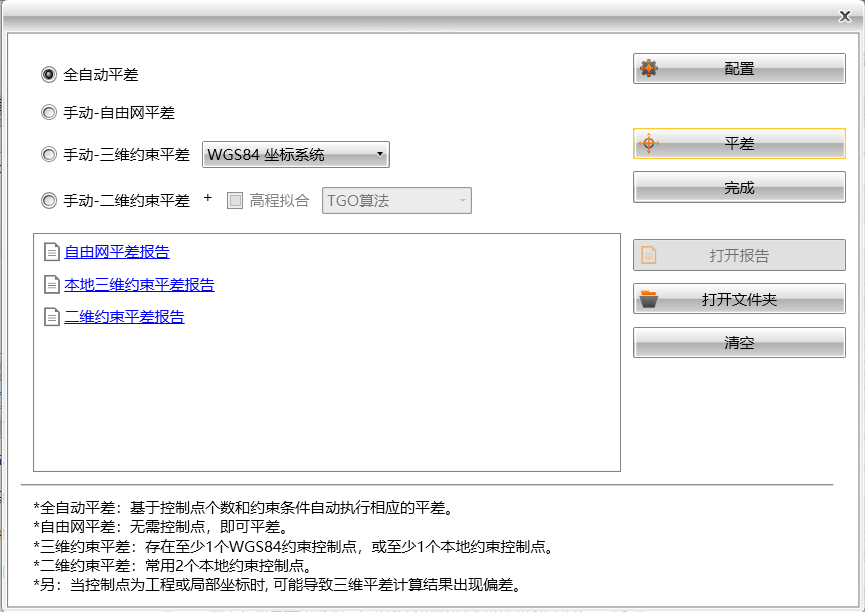 x
全自动平差
配置
手动-自由网平差
平差
手动-三维约束平差 WGS84 坐标系统
完成
手动-二维约束平差 + 高程拟合 TGO算法
自由网平差报告
打开报告
本地三维约束平差报告
打开文件夹
二维约束平差报告
清空
*全自动平差：基于控制点个数和约束条件自动执行相应的平差。
*自由网平差：无需控制点，即可平差。
*三维约束平差：存在至少1个WGS84约束控制点，或至少1个本地约束控制点。
*二维约束平差：常用2个本地约束控制点。
*另：当控制点为工程或局部坐标时, 可能导致三维平差计算结果出现偏差。